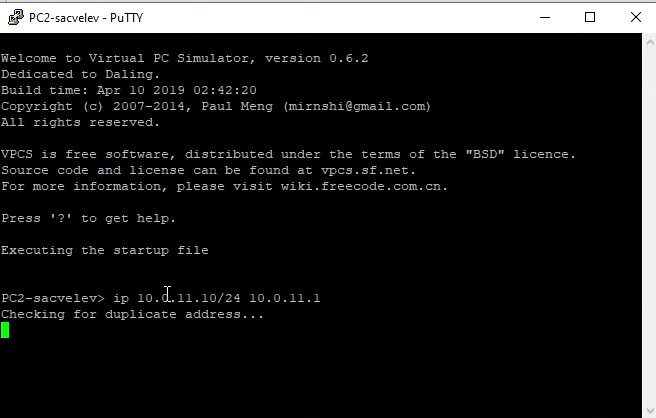 PC2-sacvelev - PuTTY
Welcome to Virtual PC Simulator, version 0.6.2
Dedicated to Daling.
Build time: Apr 10 2019 02:42:20
Copyright (c) 2007-2014, Paul Meng (mirnshi@gmail.com)
All rights reserved.
VPCS is free software, distributed under the terms of the "BSD" licence.
Source code and license can be found at vpcs.sf.net.
For more information, please visit wiki.freecode.com.cn.
Press '?' to get help.
Executing the startup file
PC2-sacvelev> ip 10.0.11.10/24 10.0.11.1
Checking for duplicate address...